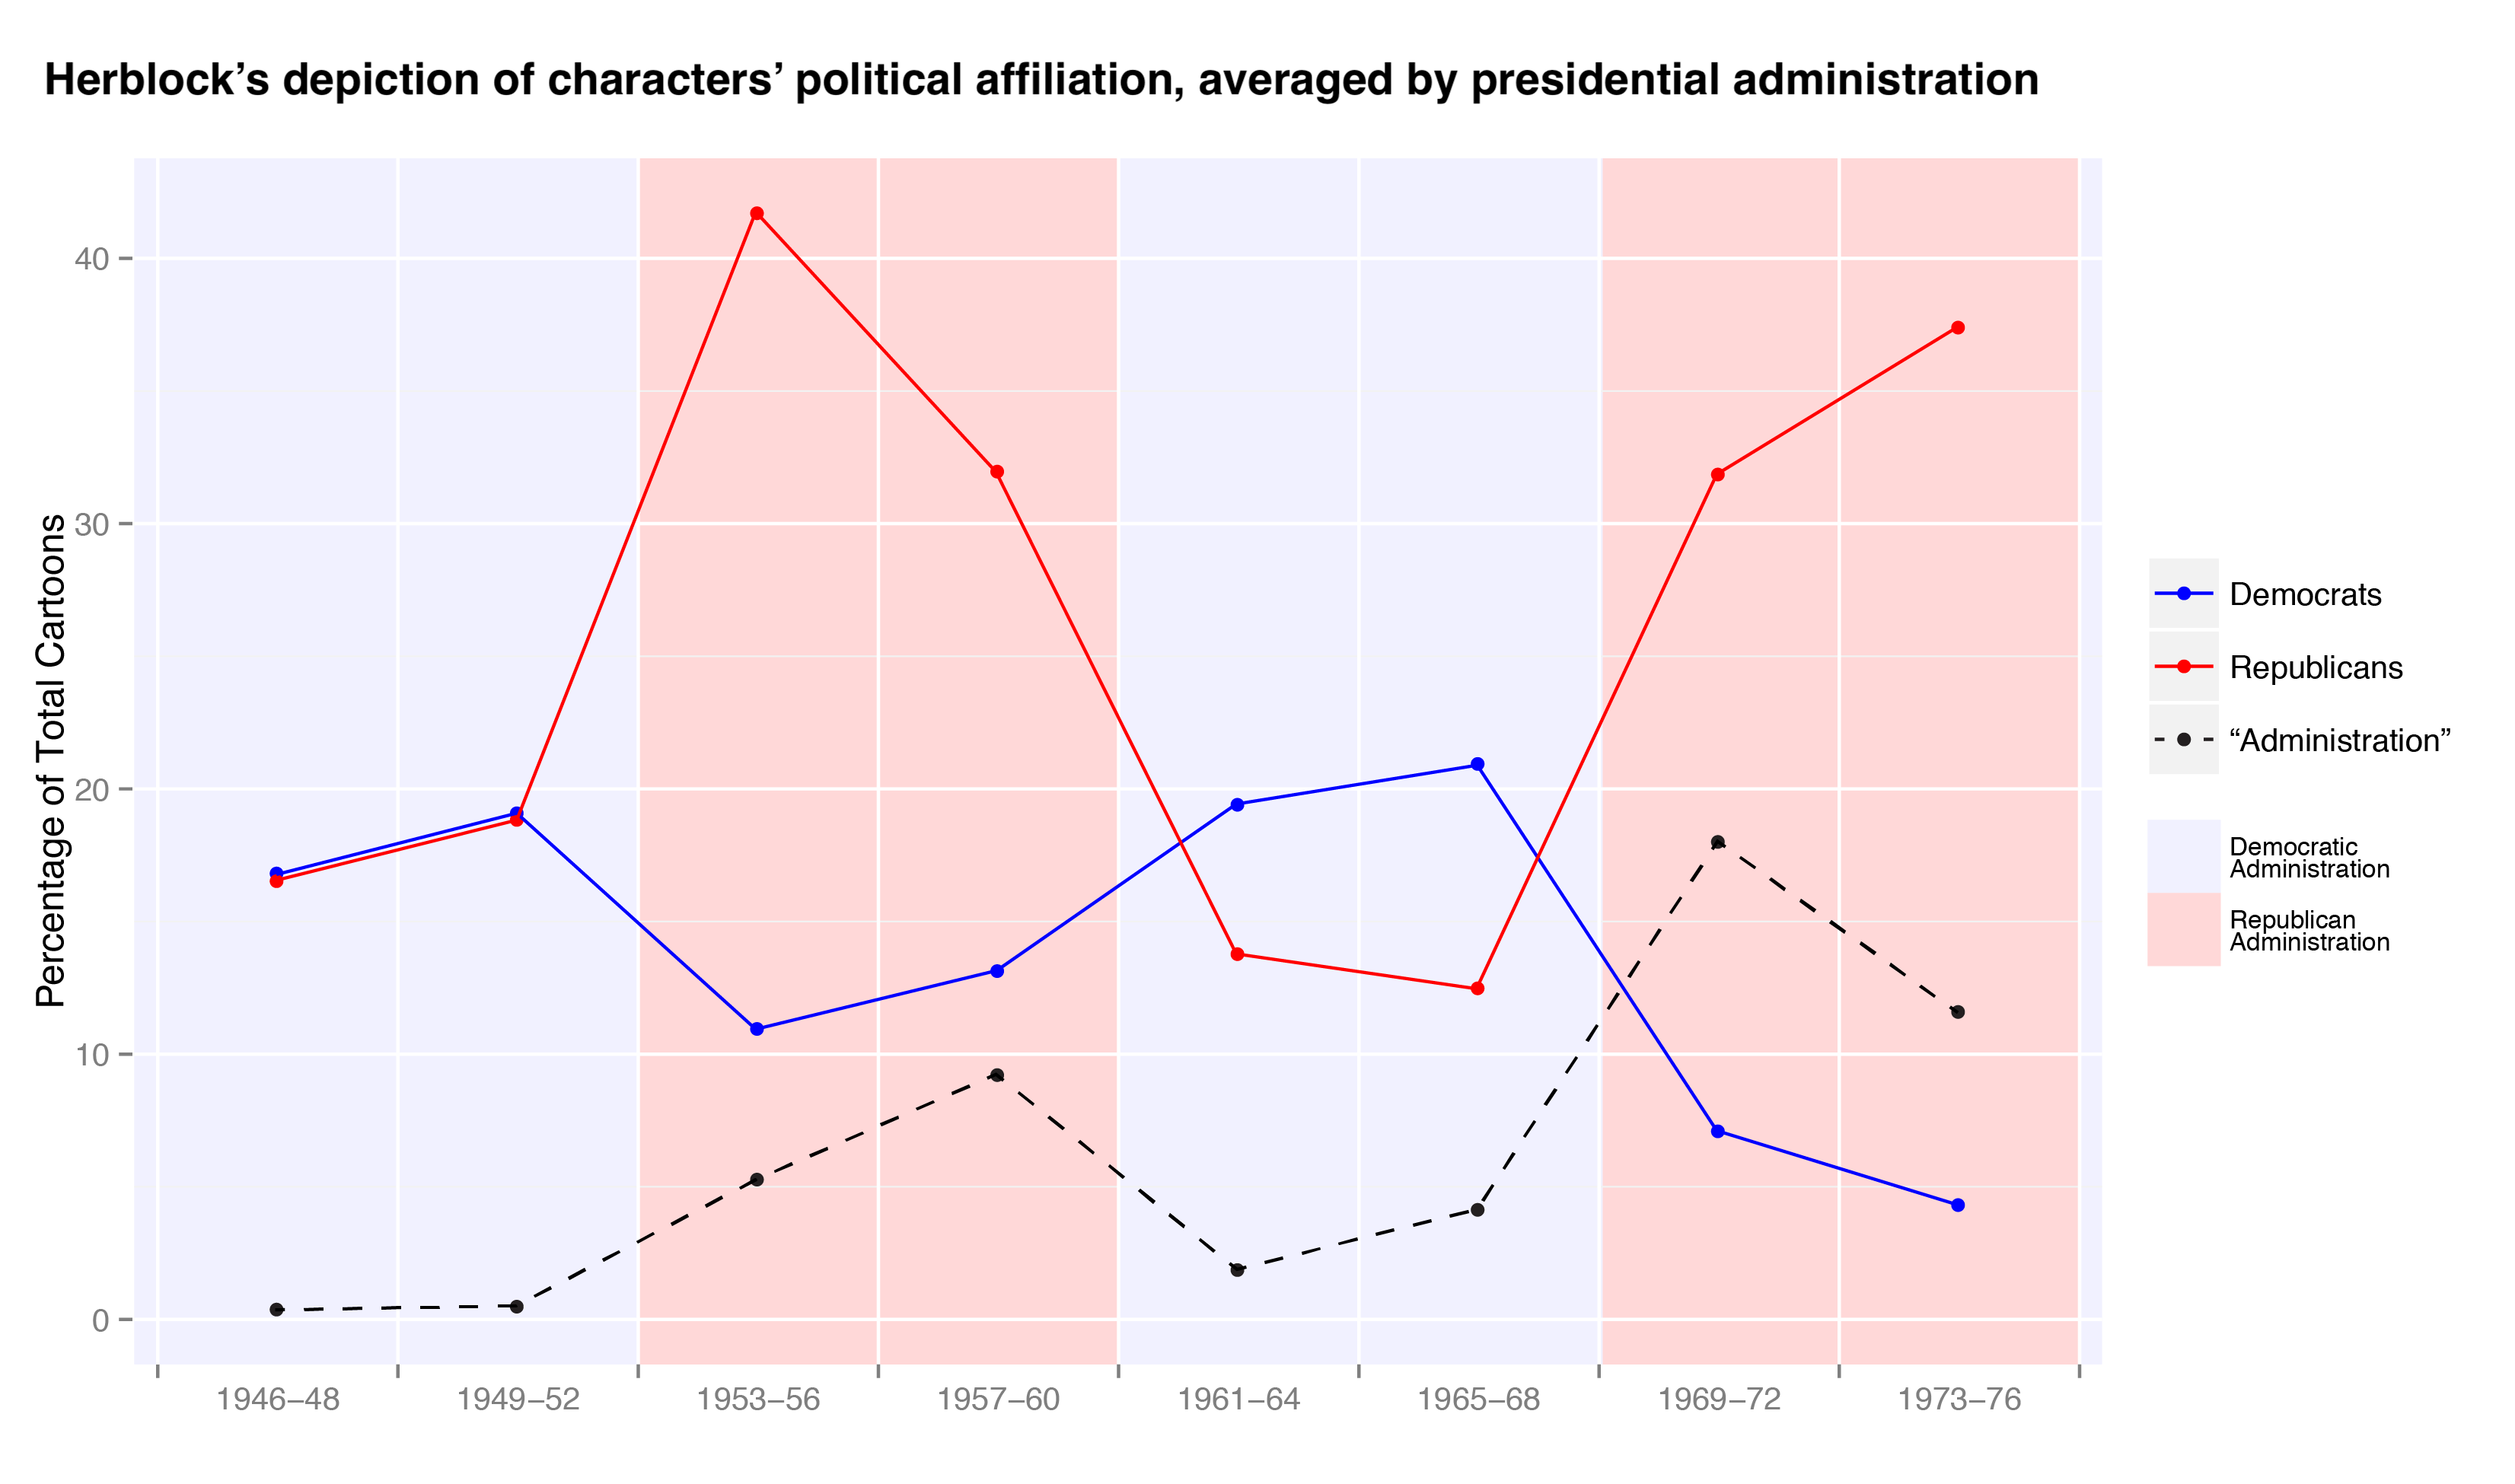 Herblock’s depiction of characters’ political affiliation, averaged by presidential administration
Percentage of Total Cartoons
40
30
20
10
0
1946–48
1949–52
1953–56
1957–60
1961–64
1965–68
1969–72
1973–76
Democrats
Republicans
“Administration”
Democratic
Administration
Republican
Administration